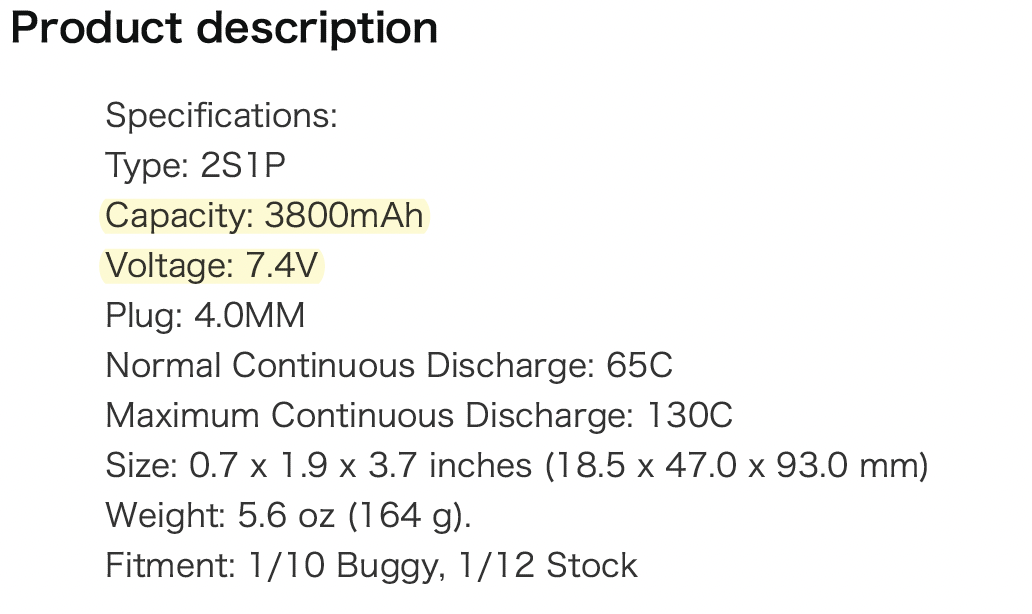 Product description
Specifications:
Type: 2S1P
Capacity: 3800mAh
Voltage: 7.4V
Plug: 4.0MM
Normal Continuous Discharge: 65C
Maximum Continuous Discharge: 130C
Size: 0.7 x 1.9 x 3.7 inches (18.5 x 47.0 x 93.0 mm)
Weight: 5.6 oz (164 g).
Fitment: 1/10 Buggy, 1/12 Stock